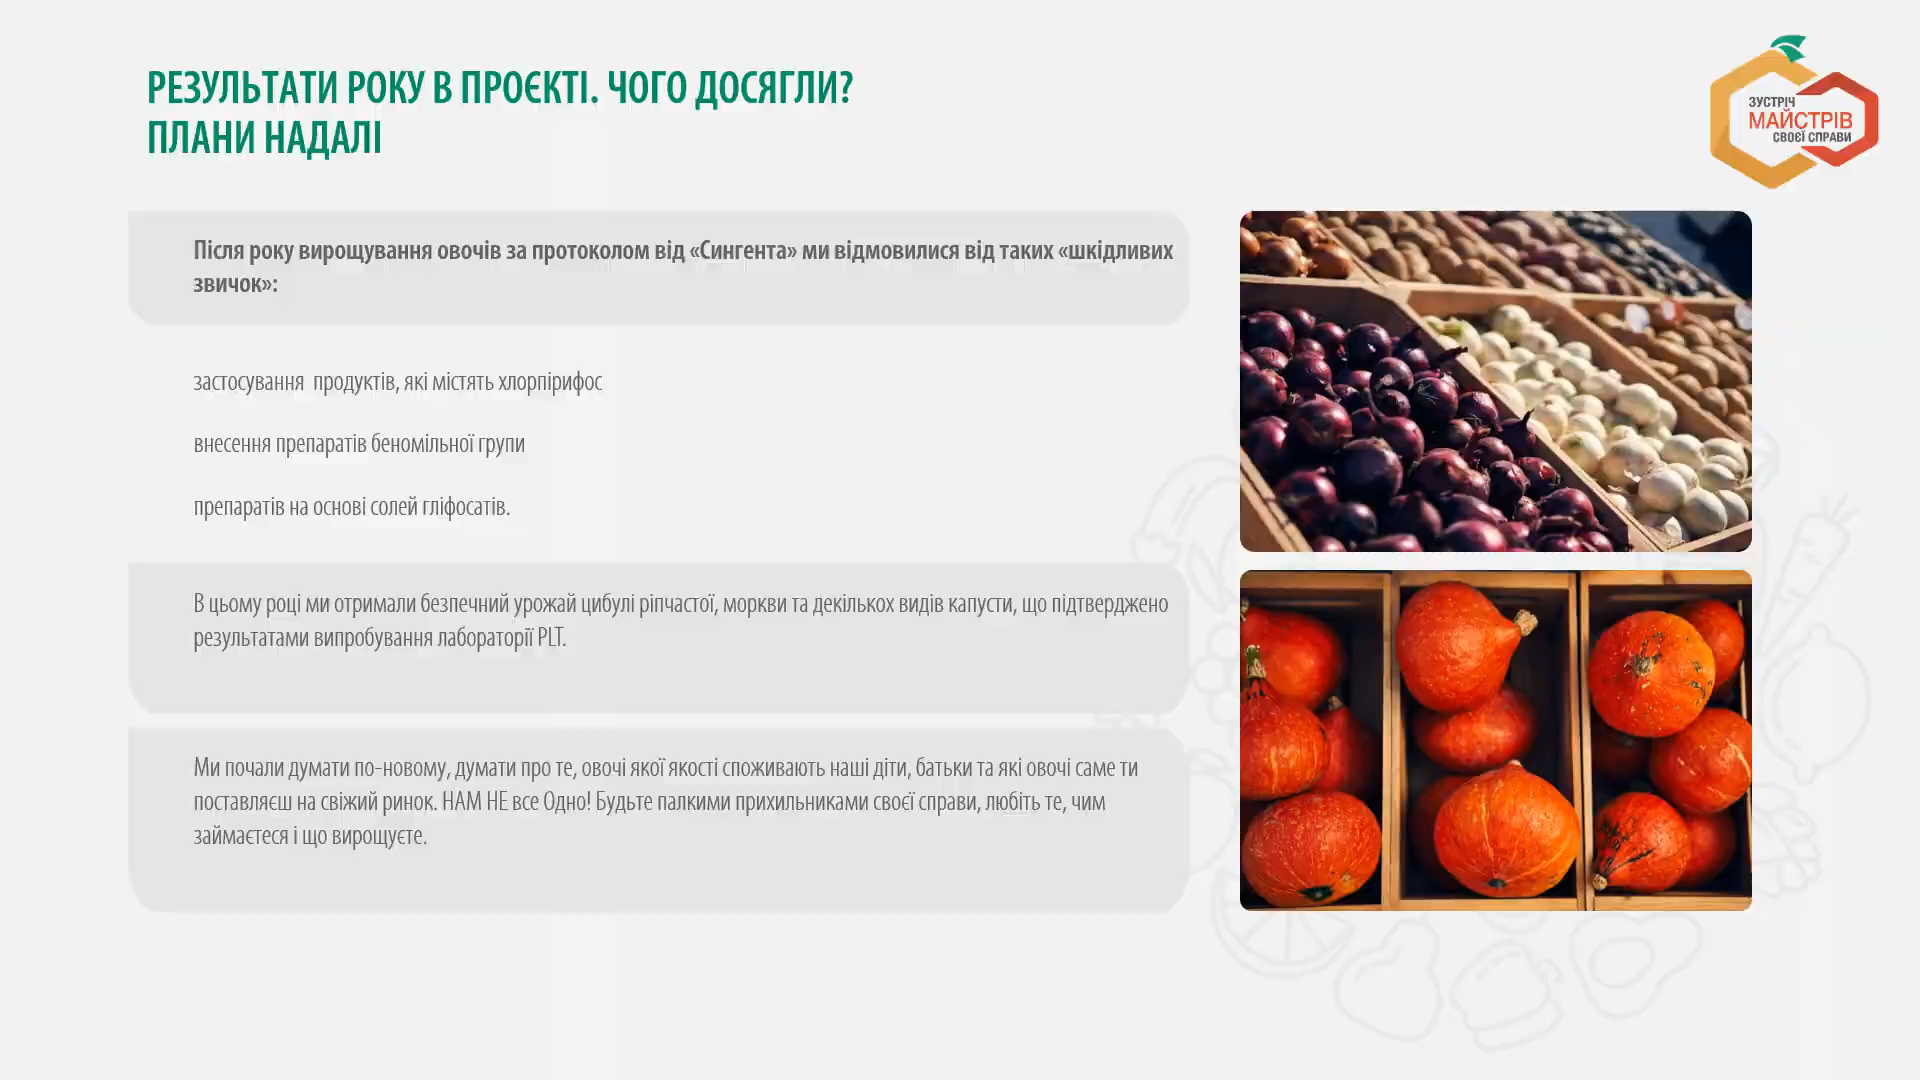 РЕЗУЛЬТАТИ РОКУ В ПРОЄКТІ. ЧОГО ДОСЯГЛИ?
ПЛАНИ НАДАЛІ
ЗУСТРІЧ
МАЙСТРІВ
СВОЄЇ СПРАВИ
Після року вирощування овочів за протоколом від «Сингента» ми відмовилися від таких «шкідливих
звичок»:
застосування продуктів, які містять хлорпірифос
внесення препаратів беномільної групи
препаратів на основі солей гліфосатів.
В цьому році ми отримали безпечний урожай цибулі ріпчастої, моркви та декількох видів капусти, що підтверджено
результатами випробування лабораторії PLT.
Ми почали думати по-новому, думати про те, овочі якої якості споживають наші діти, батьки та які овочі саме ти
поставляєш на свіжий ринок. НАМ НЕ все Одно! Будьте палкими прихильниками своєї справи, любіть те, чим
займаєтеся і що вирощуєте.